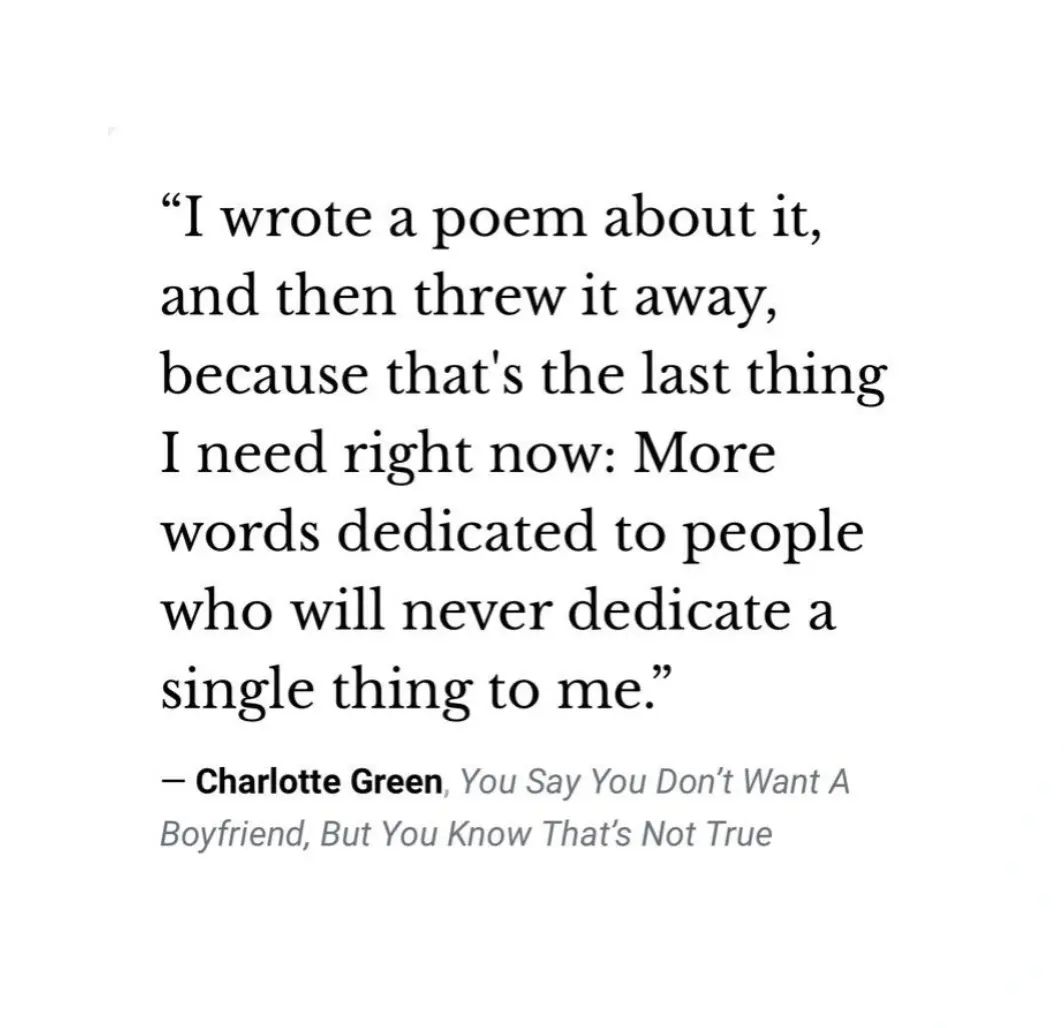 “I wrote a poem about it,
and then threw it away,
because that's the last thing
I need right now: More
words dedicated to people
who will never dedicate a
single thing to me.”
— Charlotte Green, You Say You Don’t Want A
Boyfriend, But You Know That’s Not True